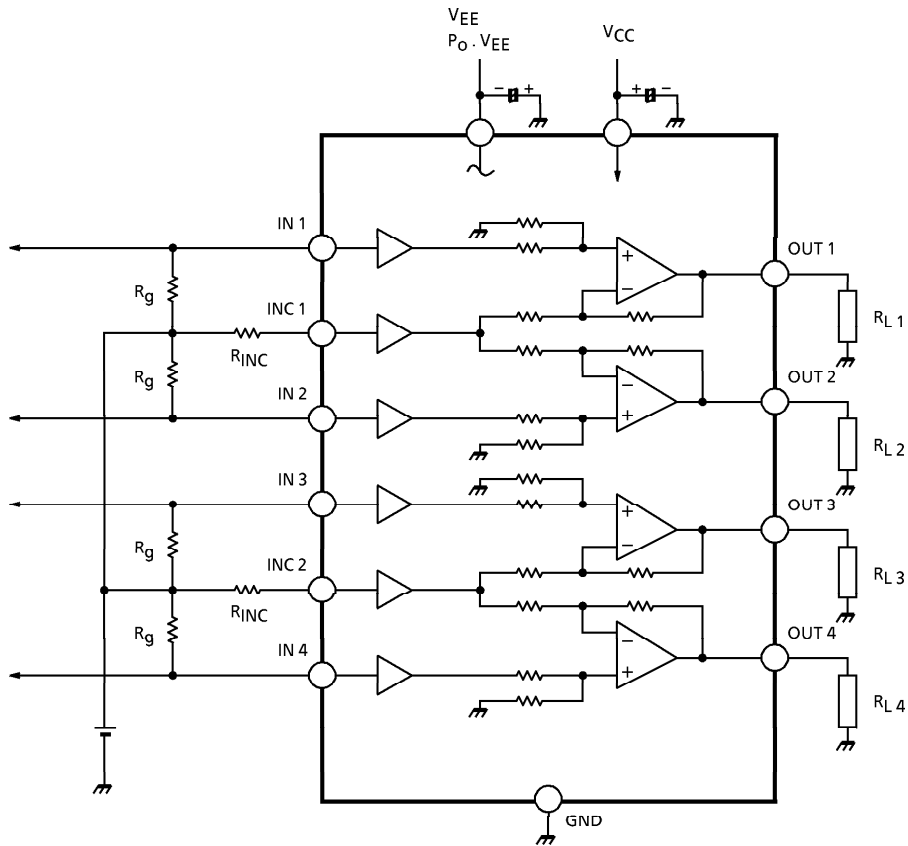 VEE
Po . VEE
VCC
− +
+ −
IN 1
OUT 1
+
−
Rg
INC 1
RINC
RL 1
Rg
OUT 2
IN 2
−
+
RL 2
IN 3
OUT 3
+
−
Rg
INC 2
RINC
RL 3
Rg
OUT 4
IN 4
−
+
RL 4
GND